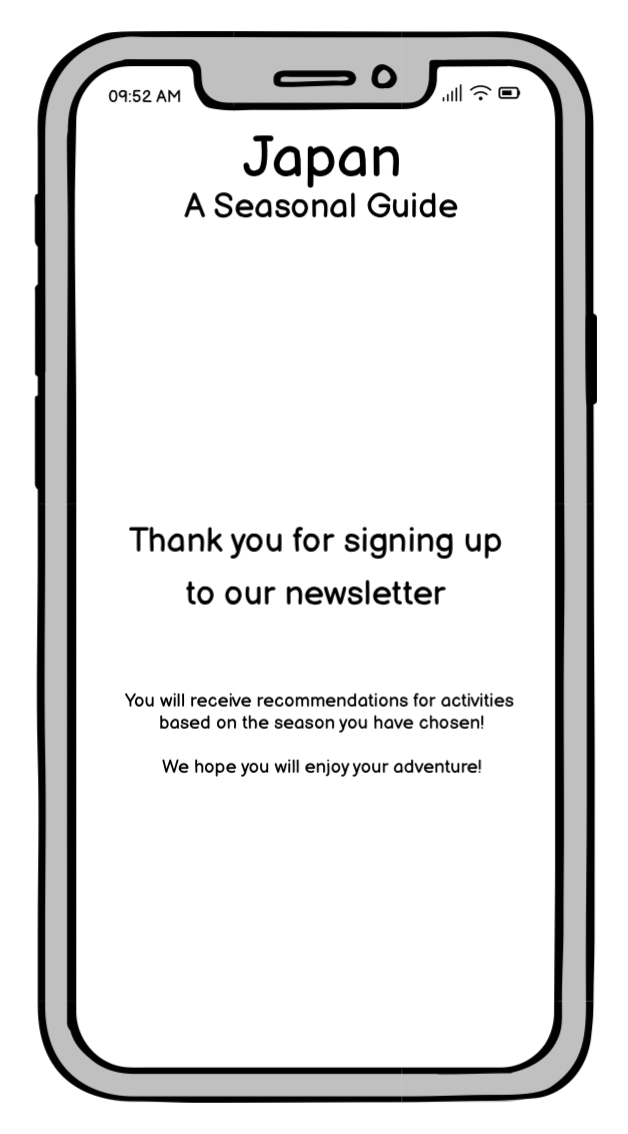 09:52 AM
Japan
A Seasonal Guide
Thank you for signing up
to our newsletter
You will receive recommendations for activities
based on the season you have chosen!
We hope you will enjoy your adventure!